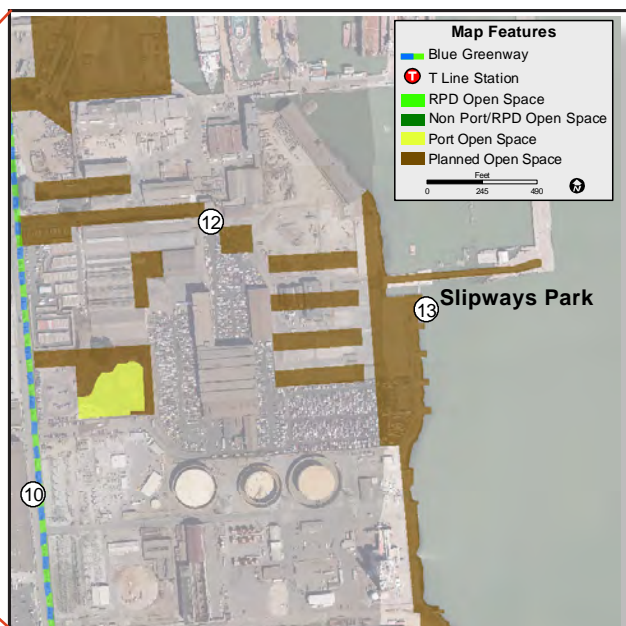 Map Features
Blue Greenway
T
T Line Station
RPD Open Space
Non Port/RPD Open Space
Port Open Space
Planned Open Space
Feet
0 245 490
N
12
Slipways Park
13
10